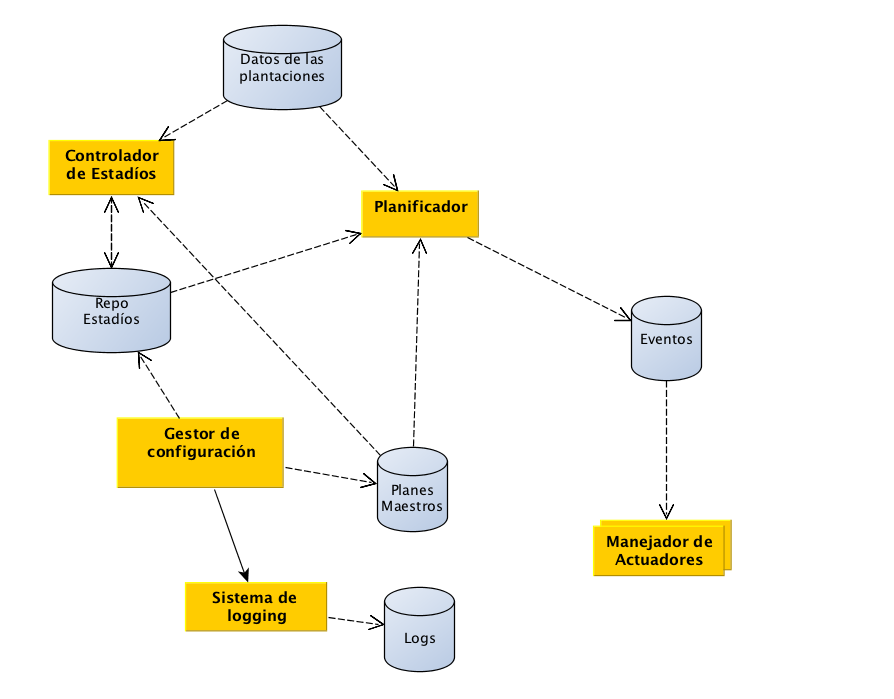 Datos de las
plantaciones
Controlador
de Estadíos
Planificador
Repo
Estadíos
Eventos
Gestor de
configuración
Planes
Maestros
Manejador de
Actuadores
Sistema de
logging
Logs